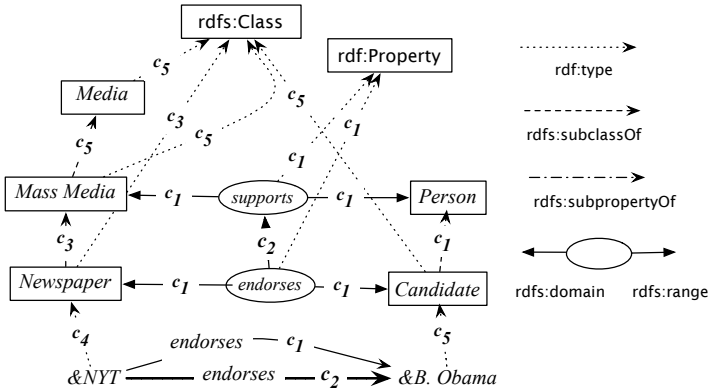 rdfs:Class
rdf:Property
rdf:type
c5
Media
c3
c5
c1
rdfs:subclassOf
c5
c5
c1
Mass Media
c1
supports
c1
Person
rdfs:subpropertyOf
c3
c2
c1
Newspaper
c1
endorses
c1
Candidate
rdfs:domain
rdfs:range
c4
endorses
c1
c5
&NYT
endorses
c2
&B. Obama